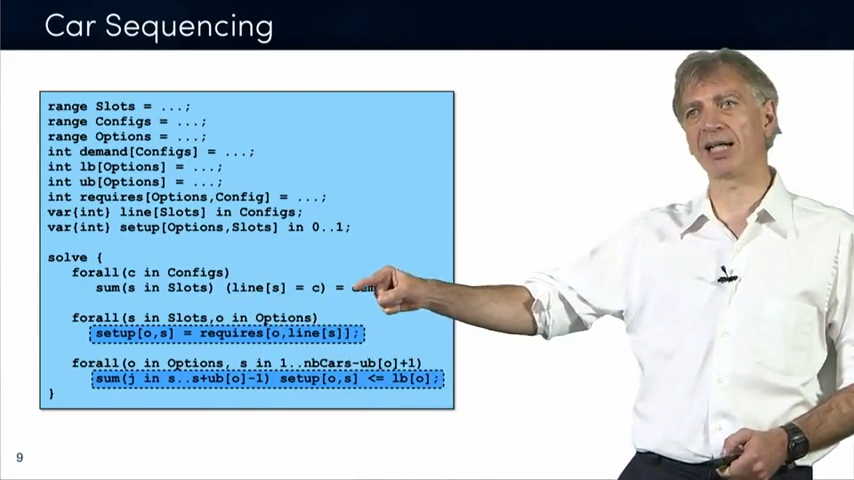 Car Sequencing
range Slots = ...;
range Configs = ...;
range Options = ...;
int demand[Configs] = ...;
int lb[Options] = ...;
int ub[Options] = ...;
int requires[Options,Config] = ...;
var{int} line[Slots] in Configs;
var{int} setup[Options,Slots] in 0..1;
solve {
forall(c in Configs)
sum(s in Slots) (line[s] = c) =
forall(s in Slots,o in Options)
setup[o,s] = requires[o,line[s]];
forall(o in Options, s in 1..nbCars-ub[o]+1)
sum(j in s..s+ub[o]-1) setup[o,s] <= lb[o];
}
9